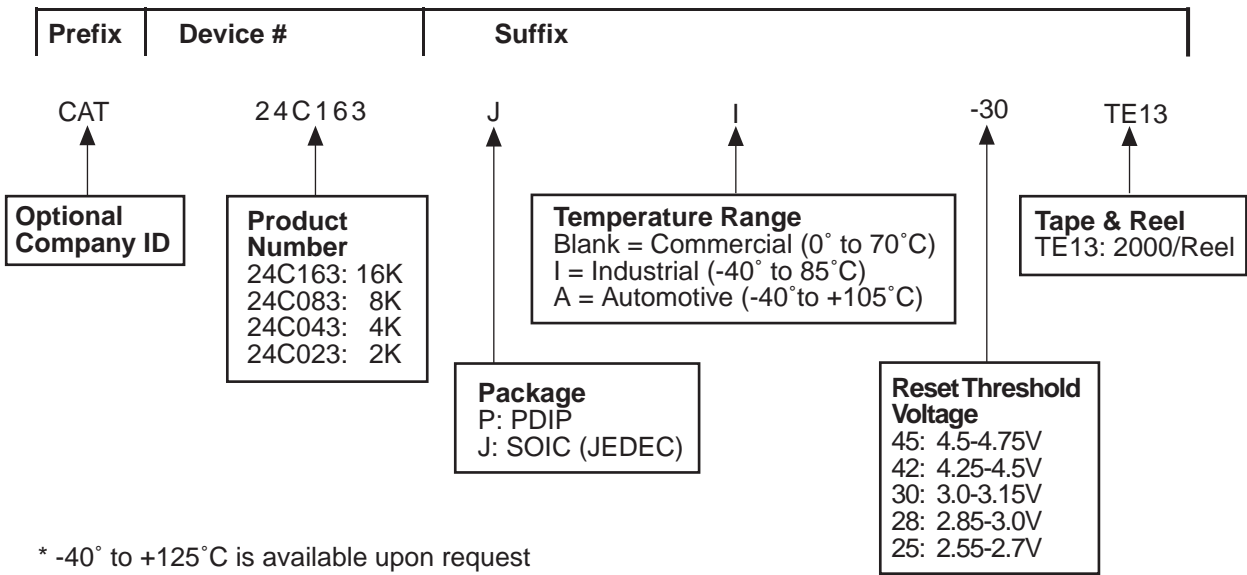 Prefix Device # Suffix
CAT 24C163 J I -30 TE13
Optional
Company ID
Product
Number
24C163: 16K
24C083: 8K
24C043: 4K
24C023: 2K
Package
P: PDIP
J: SOIC (JEDEC)
Temperature Range
Blank = Commercial (0˚ to 70˚C)
I = Industrial (-40˚ to 85˚C)
A = Automotive (-40˚to +105˚C)
Reset Threshold
Voltage
45: 4.5-4.75V
42: 4.25-4.5V
30: 3.0-3.15V
28: 2.85-3.0V
25: 2.55-2.7V
Tape & Reel
TE13: 2000/Reel
* -40˚ to +125˚C is available upon request